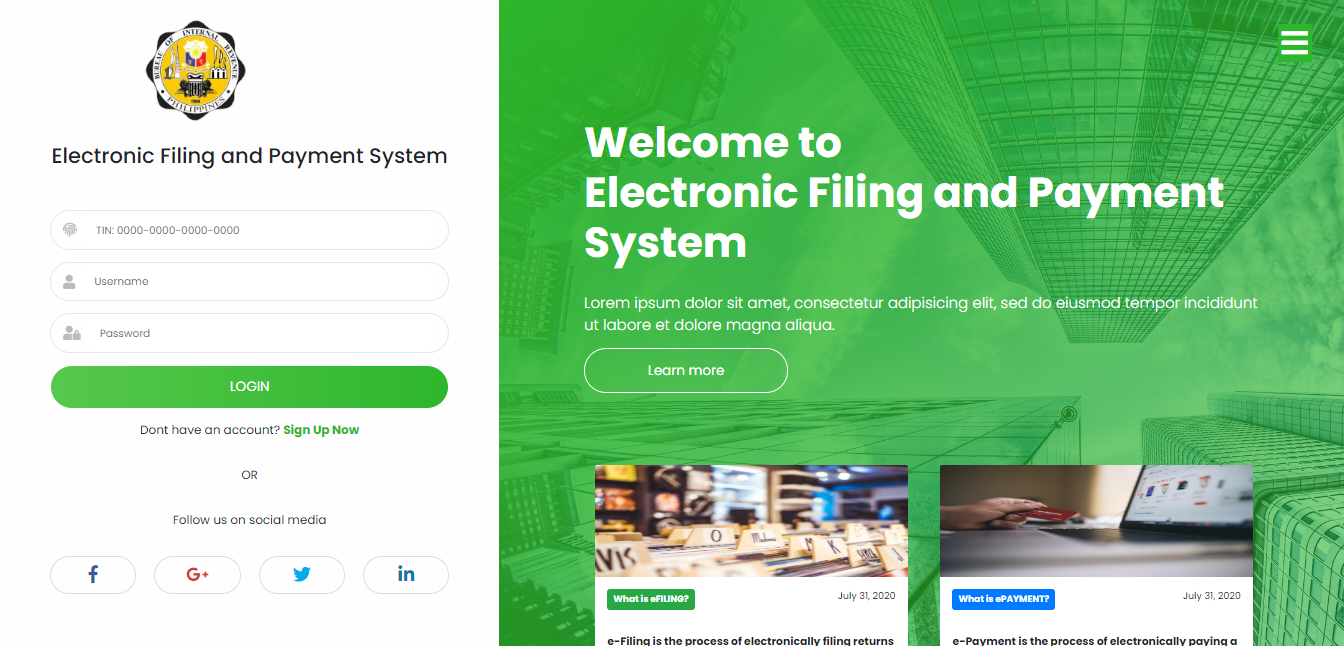 BUREAU OF INTERNAL REVENUE
PHILIPPINES
1904
Electronic Filing and Payment System
TIN: 0000-0000-0000-0000
Username
Password
LOGIN
Dont have an account? Sign Up Now
OR
Follow us on social media
f
G+
in
Welcome to
Electronic Filing and Payment
System
Lorem ipsum dolor sit amet, consectetur adipisicing elit, sed do eiusmod tempor incididunt
ut labore et dolore magna aliqua.
Learn more
VIS
O
M
K
What is eFILING?
July 31, 2020
e-Filing is the process of electronically filing returns
What is ePAYMENT?
July 31, 2020
e-Payment is the process of electronically paying a